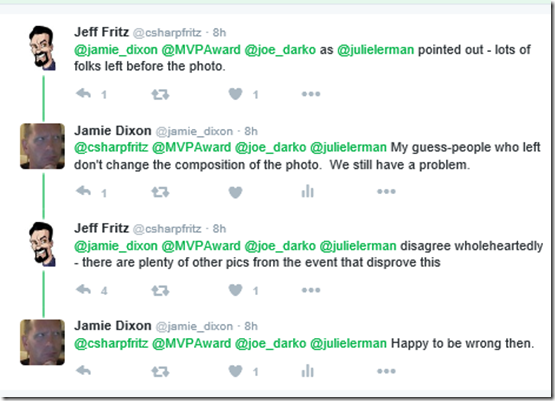 Jeff Fritz @csharpfritz · 8h
@jamie_dixon @MVPAward @joe_darko as @julielerman pointed out - lots of
folks left before the photo.
1 1
Jamie Dixon @jamie_dixon · 8h
@csharpfritz @MVPAward @joe_darko @julielerman My guess-people who left
don't change the composition of the photo.  We still have a problem.
1
Jeff Fritz @csharpfritz · 8h
@jamie_dixon @MVPAward @joe_darko @julielerman disagree wholeheartedly
- there are plenty of other pics from the event that disprove this
4 1
Jamie Dixon @jamie_dixon · 8h
@csharpfritz @MVPAward @joe_darko @julielerman Happy to be wrong then.
1